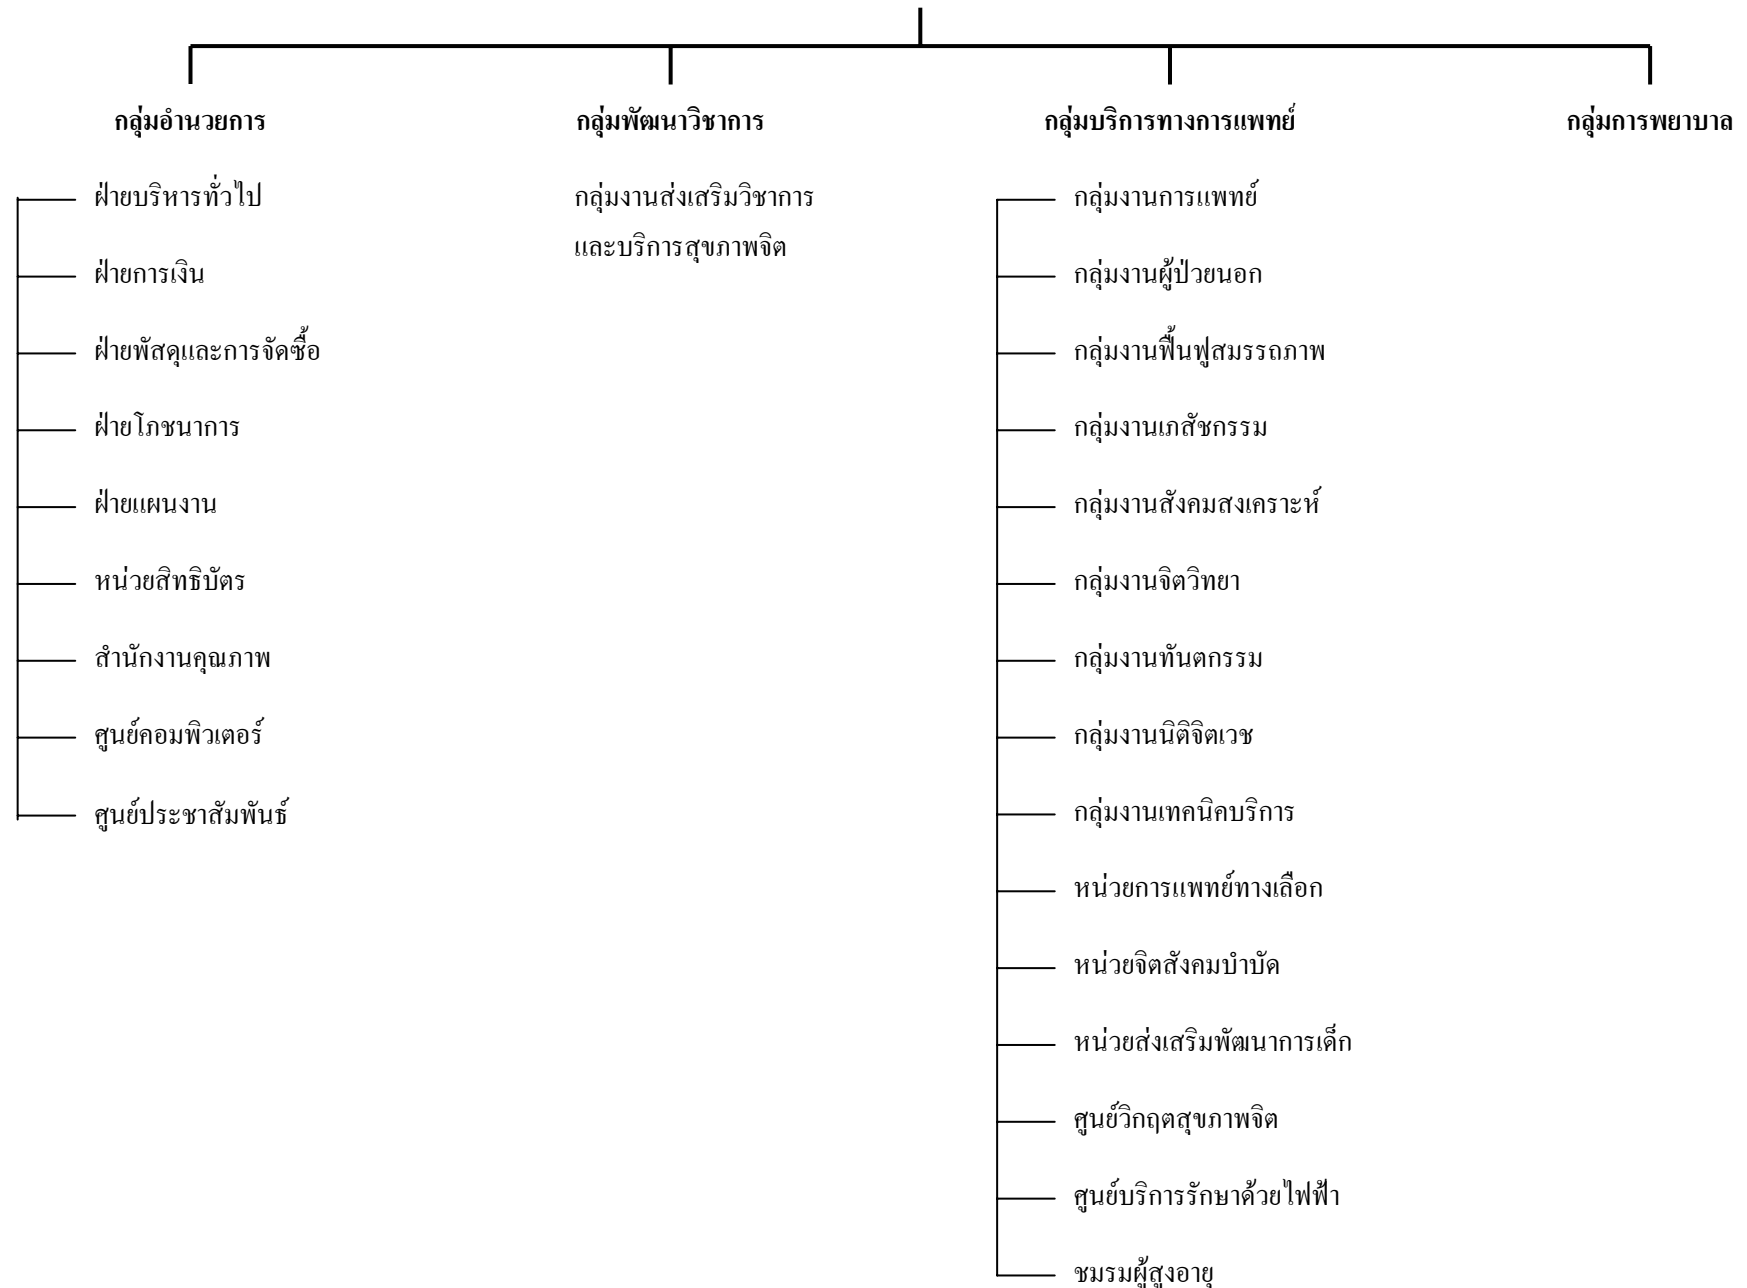 กลุ่มอำนวยการ
กลุ่มพัฒนาวิชาการ
กลุ่มบริการทางการแพทย์
กลุ่มการพยาบาล
ฝ่ายบริหารทั่วไป
ฝ่ายการเงิน
ฝ่ายพัสดุและการจัดซื้อ
ฝ่ายโภชนาการ
ฝ่ายแผนงาน
หน่วยสิทธิบัตร
สำนักงานคุณภาพ
ศูนย์คอมพิวเตอร์
ศูนย์ประชาสัมพันธ์
กลุ่มงานส่งเสริมวิชาการ
และบริการสุขภาพจิต
กลุ่มงานการแพทย์
กลุ่มงานผู้ป่วยนอก
กลุ่มงานฟื้นฟูสมรรถภาพ
กลุ่มงานเภสัชกรรม
กลุ่มงานสังคมสงเคราะห์
กลุ่มงานจิตวิทยา
กลุ่มงานทันตกรรม
กลุ่มงานนิติจิตเวช
กลุ่มงานเทคนิคบริการ
หน่วยการแพทย์ทางเลือก
หน่วยจิตสังคมบำบัด
หน่วยส่งเสริมพัฒนาการเด็ก
ศูนย์วิกฤตสุขภาพจิต
ศูนย์บริการรักษาด้วยไฟฟ้า
ชมรมผู้สูงอายุ